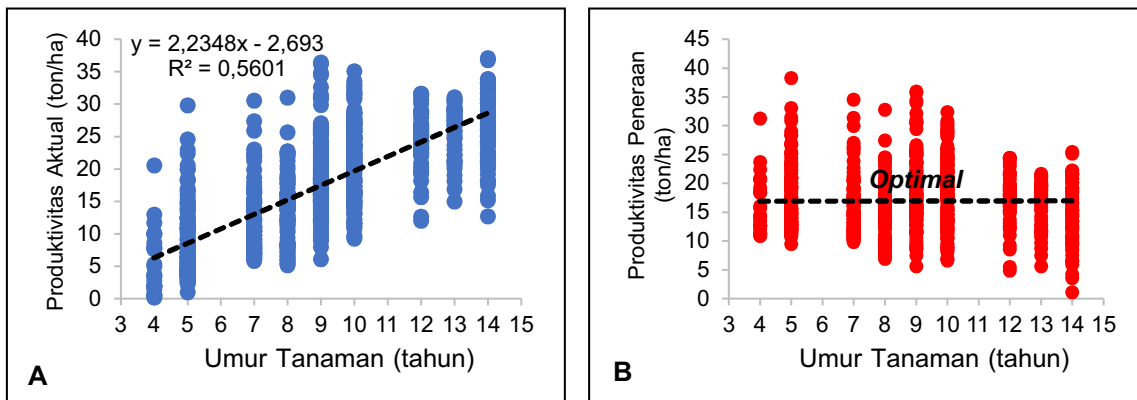 y = 2,2348x - 2,693
R² = 0,5601
Produktivitas Aktual (ton/ha)
40
35
30
25
20
15
10
5
0
3 4 5 6 7 8 9 10 11 12 13 14 15
Umur Tanaman (tahun)
A
Produktivitas Peneraan
(ton/ha)
45
40
35
30
25
20
15
10
5
0
Optimal
3 4 5 6 7 8 9 10 11 12 13 14 15
Umur Tanaman (tahun)
B